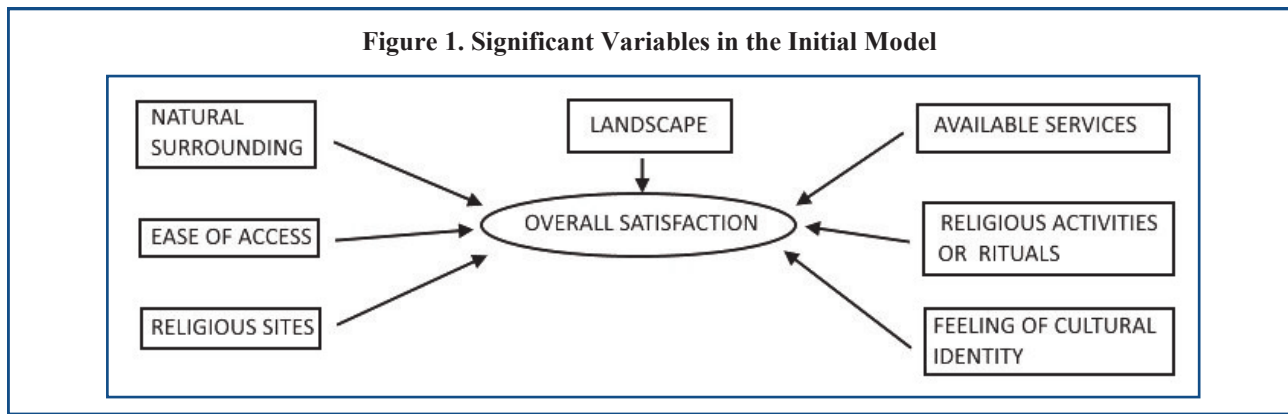 Figure 1. Significant Variables in the Initial Model
NATURAL
SURROUNDING
LANDSCAPE
AVAILABLE SERVICES
EASE OF ACCESS
OVERALL SATISFACTION
RELIGIOUS ACTIVITIES
OR RITUALS
RELIGIOUS SITES
FEELING OF CULTURAL
IDENTITY